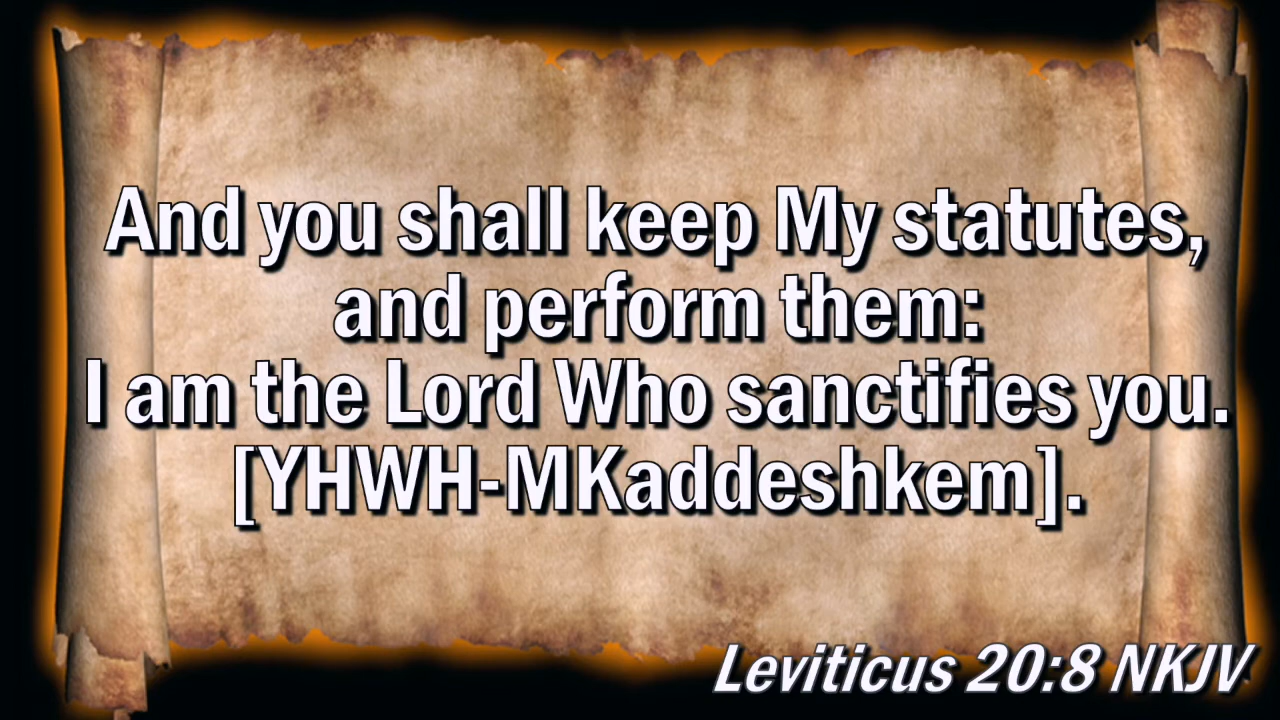 And you shall keep My statutes,
and perform them:
I am the Lord Who sanctifies you.
[YHWH-MKaddeshkem].
Leviticus 20:8 NKJV